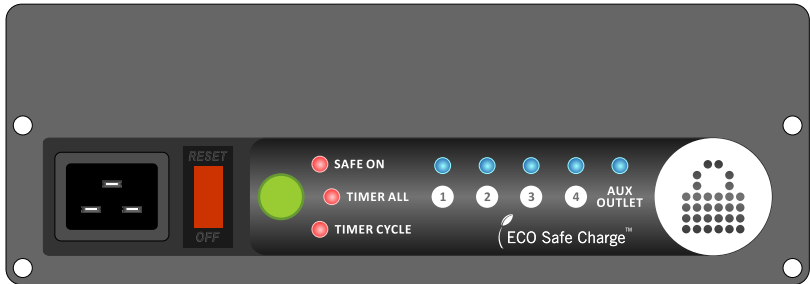 RESET
OFF
SAFE ON
TIMER ALL
TIMER CYCLE
1 2 3 4 AUX OUTLET
ECO Safe Charge™